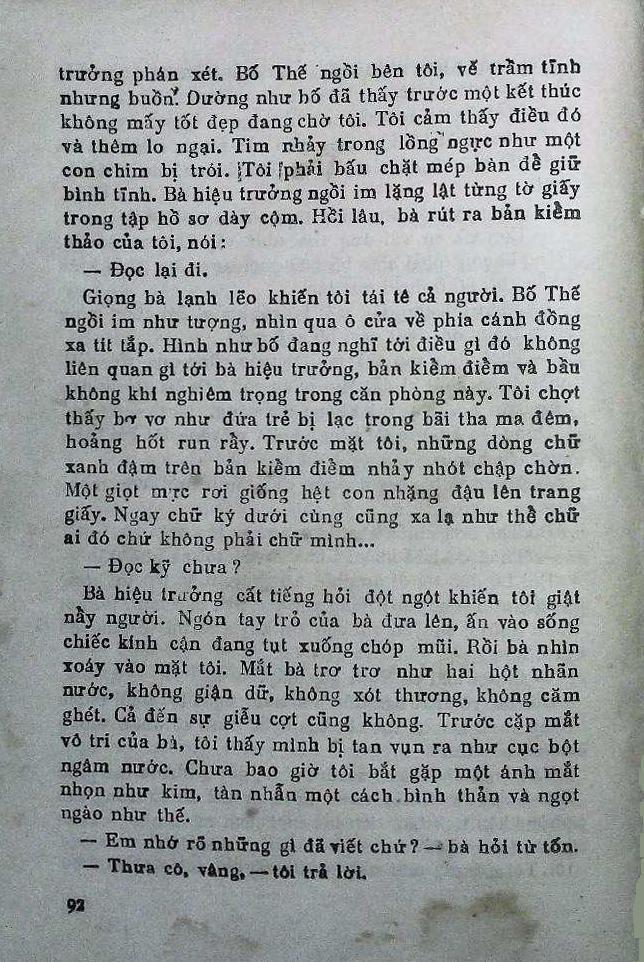 trưởng phán xét. Bố Thế ngồi bên tôi, vẻ trầm tĩnh
nhưng buồn. Dường như bố đã thấy trước một kết thúc
không mấy tốt đẹp đang chờ tôi. Tôi cảm thấy điều đó
và thêm lo ngại. Tim nhảy trong lồng ngực như một
con chim bị trói. Tôi phải bấu chặt mép bàn để giữ
bình tĩnh. Bà hiệu trưởng ngồi im lặng lật từng tờ giấy
trong tập hồ sơ dày cộm. Hồi lâu, bà rút ra bản kiểm
thảo của tôi, nói:
— Đọc lại đi.
Giọng bà lạnh lẽo khiến tôi tái tê cả người. Bố Thế
ngồi im như tượng, nhìn qua ô cửa về phía cánh đồng
xa tít tắp. Hình như bố đang nghĩ tới điều gì đó không
liên quan gì tới bà hiệu trưởng, bản kiểm điểm và bầu
không khí nghiêm trọng trong căn phòng này. Tôi chợt
thấy bơ vơ như đứa trẻ bị lạc trong bãi tha ma đêm,
hoảng hốt run rẩy. Trước mặt tôi, những dòng chữ
xanh đậm trên bản kiểm điểm nhảy nhót chập chờn.
Một giọt mực rơi giống hệt con nhặng đậu lên trang
giấy. Ngay chữ ký dưới cùng cũng xa lạ như thể chữ
ai đó chứ không phải chữ mình...
— Đọc kỹ chưa?
Bà hiệu trưởng cất tiếng hỏi đột ngột khiến tôi giật
nẩy người. Ngón tay trỏ của bà đưa lên, ấn vào sống
chiếc kính cận đang tụt xuống chóp mũi. Rồi bà nhìn
xoáy vào mặt tôi. Mắt bà trơ trơ như hai hột nhãn
nước, không giận dữ, không xót thương, không căm
ghét. Cả đến sự giễu cợt cũng không. Trước cặp mắt
vô tri của bà, tôi thấy mình bị tan vụn ra như cục bột
ngâm nước. Chưa bao giờ tôi bắt gặp một ánh mắt
nhọn như kim, tàn nhẫn một cách bình thản và ngọt
ngào như thế.
— Em nhớ rõ những gì đã viết chứ? — bà hỏi từ tốn.
— Thưa cô, vâng, — tôi trả lời.
92